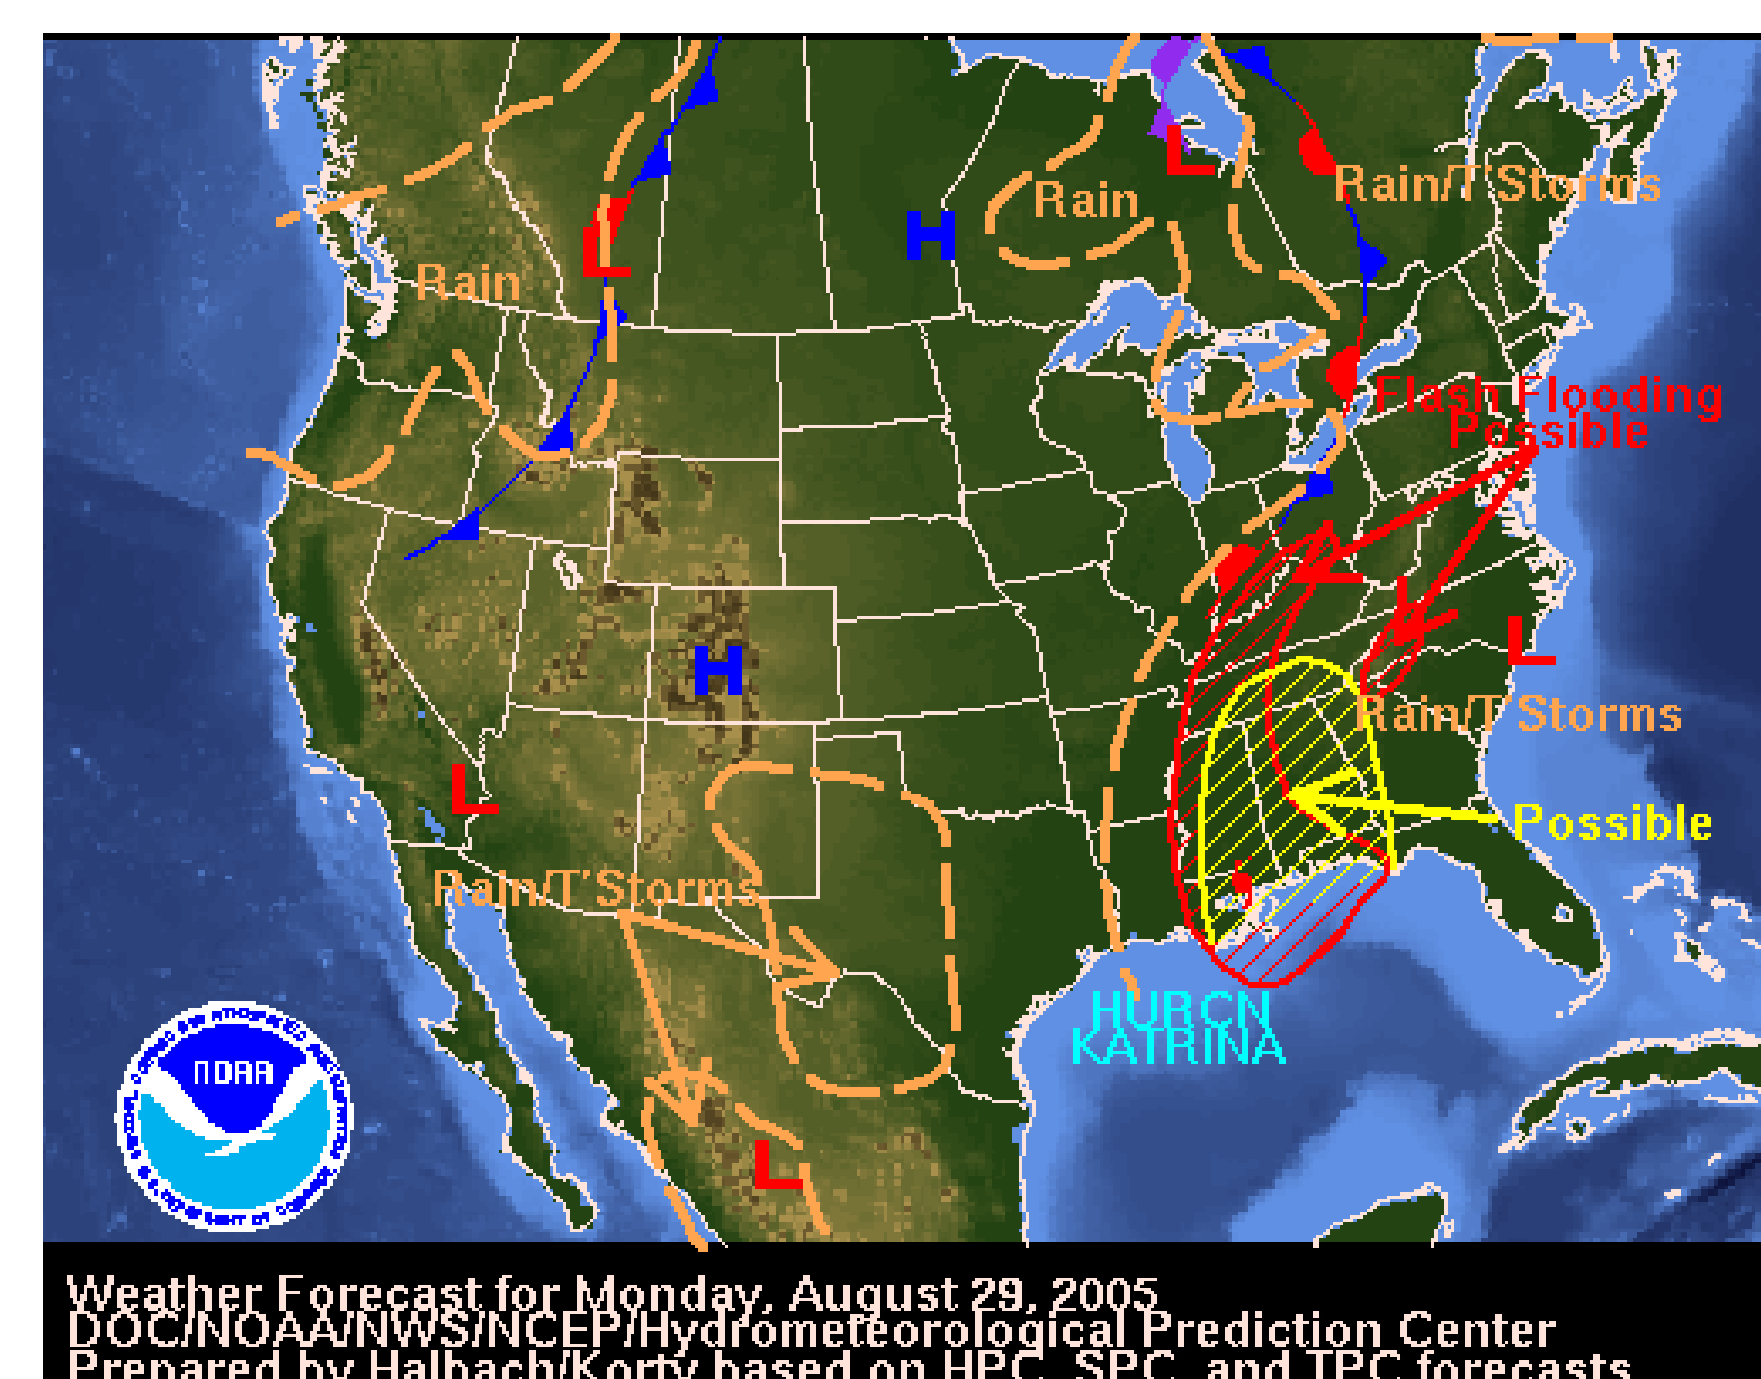 Rain/T'Storms
Rain
H
L
Rain
L
Flash Flooding
Possible
H
L
Rain/T'Storms
L
Possible
Rain/T'Storms
HURCN
KATRINA
NOAA
L
Weather Forecast for Monday, August 29, 2005
DOC/NOAA/NWS/NCEP/Hydrometeorological Prediction Center
Prepared by Halbach/Korty based on HPC, SPC, and TPC forecasts